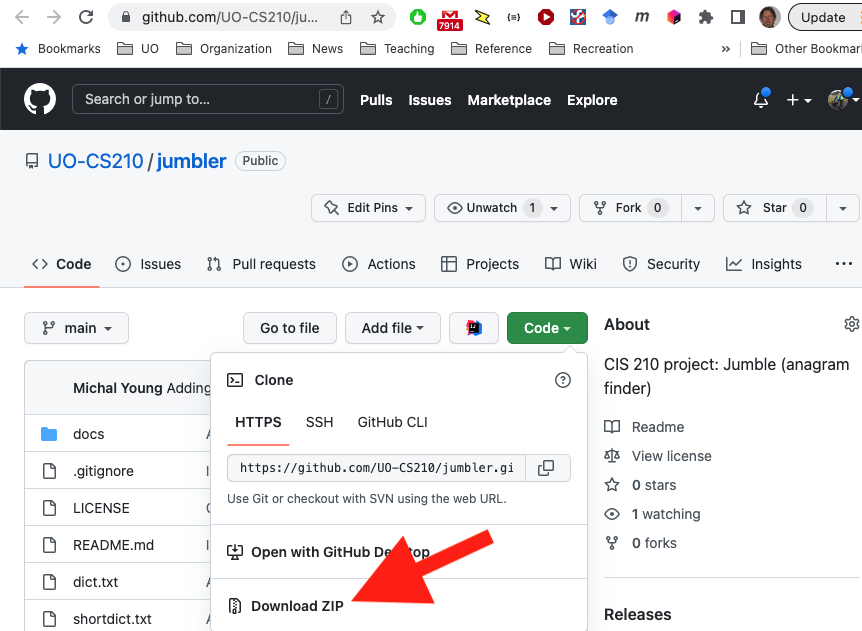 github.com/UO-CS210/ju...
7914
Update
Bookmarks UO Organization News Teaching Reference Recreation » Other Bookmar
Search or jump to... /
Pulls Issues Marketplace Explore
UO-CS210/jumbler Public
Edit Pins Unwatch 1 Fork 0 Star 0
Code Issues Pull requests Actions Projects Wiki Security Insights ...
main Go to file Add file Code
About
CIS 210 project: Jumble (anagram
finder)
Readme
View license
0 stars
1 watching
0 forks
Releases
Michal Young Adding
docs
.gitignore
LICENSE
README.md
dict.txt
shortdict.txt
Clone
HTTPS SSH GitHub CLI
https://github.com/UO-CS210/jumbler.gi
Use Git or checkout with SVN using the web URL.
Open with GitHub Desktop
Download ZIP